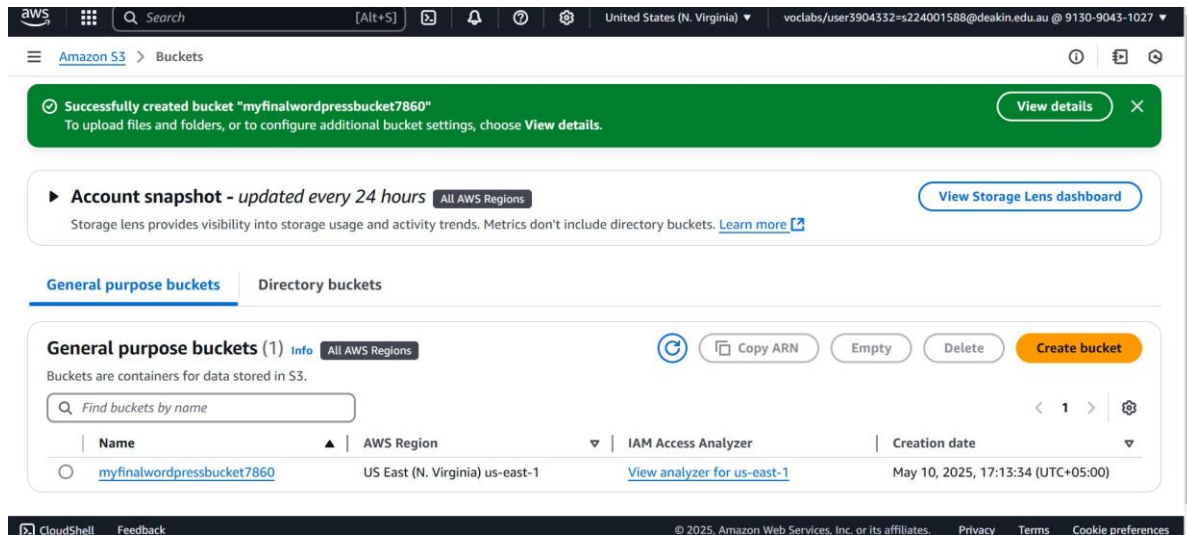 aws Search [Alt+S] United States (N. Virginia) ▼ voclabs/user3904332=s224001588@deakin.edu.au @ 9130-9043-1027 ▼
Amazon S3 > Buckets
Successfully created bucket "myfinalwordpressbucket7860"
To upload files and folders, or to configure additional bucket settings, choose View details.
View details
Account snapshot - updated every 24 hours All AWS Regions
Storage lens provides visibility into storage usage and activity trends. Metrics don't include directory buckets. Learn more
View Storage Lens dashboard
General purpose buckets Directory buckets
General purpose buckets (1) Info All AWS Regions
Copy ARN Empty Delete Create bucket
Buckets are containers for data stored in S3.
Find buckets by name
< 1 >
Name AWS Region IAM Access Analyzer Creation date
myfinalwordpressbucket7860 US East (N. Virginia) us-east-1 View analyzer for us-east-1 May 10, 2025, 17:13:34 (UTC+05:00)
CloudShell Feedback © 2025, Amazon Web Services, Inc. or its affiliates. Privacy Terms Cookie preferences